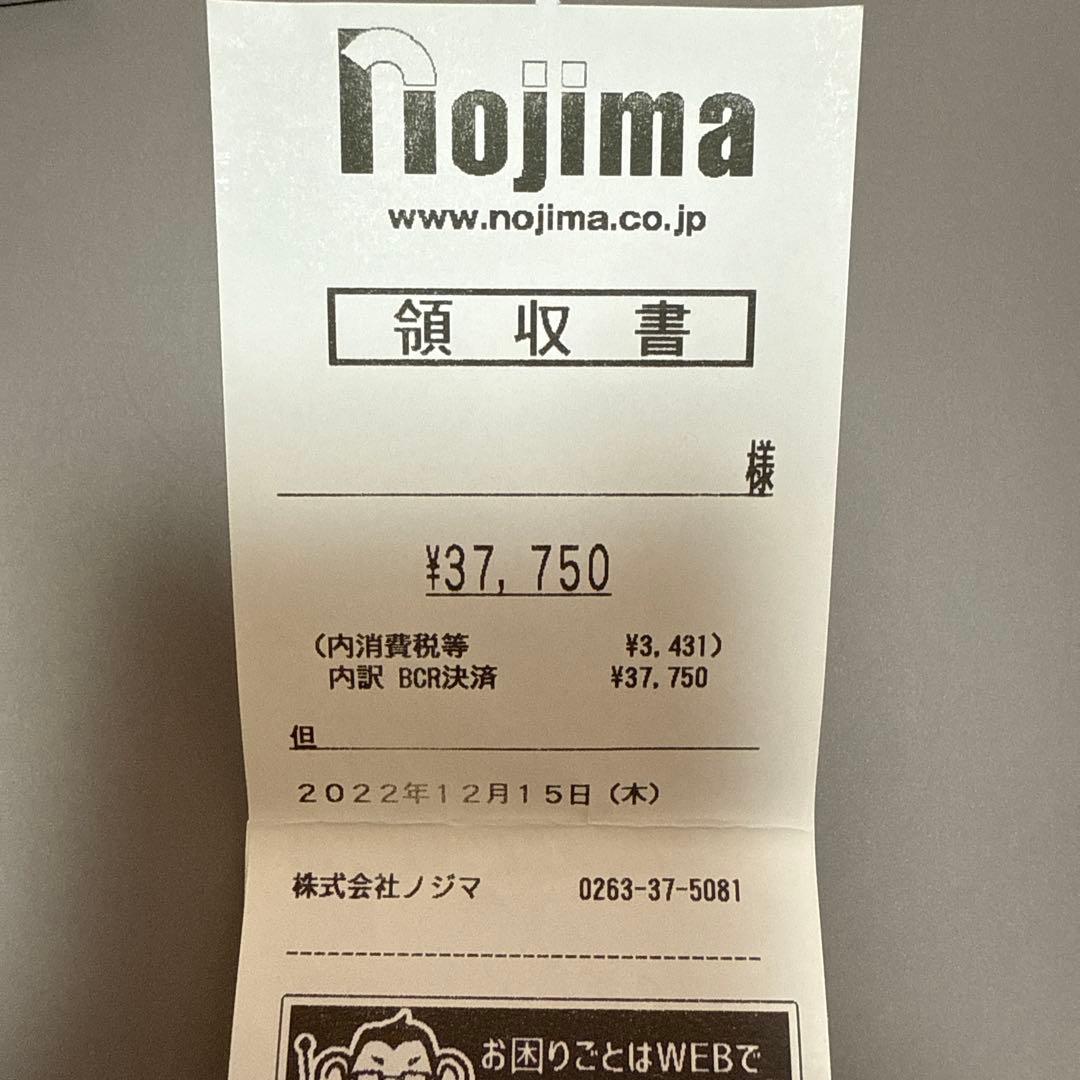 nojima
www.nojima.co.jp
領収書
様
¥37,750
(内消費税等 ¥3,431)
内訳 BCR決済 ¥37,750
但
2022年12月15日(木)
株式会社ノジマ 0263-37-5081
お困りごとはWEBで